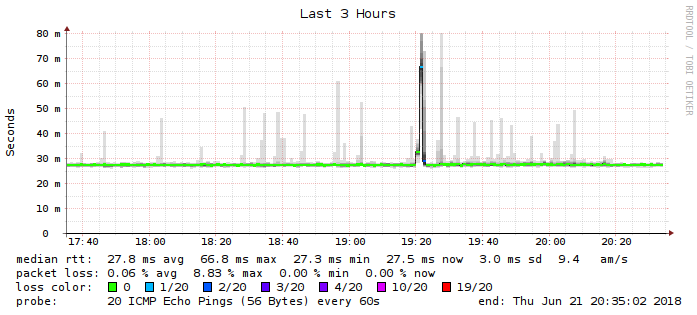 Last 3 Hours
RRDTOOL / TOBI OETIKER
Seconds
80 m
70 m
60 m
50 m
40 m
30 m
20 m
10 m
0
17:40 18:00 18:20 18:40 19:00 19:20 19:40 20:00 20:20
median rtt: 27.8 ms avg 66.8 ms max 27.3 ms min 27.5 ms now 3.0 ms sd 9.4 am/s
packet loss: 0.06 % avg 8.83 % max 0.00 % min 0.00 % now
loss color: 0 1/20 2/20 3/20 4/20 10/20 19/20
probe: 20 ICMP Echo Pings (56 Bytes) every 60s end: Thu Jun 21 20:35:02 2018